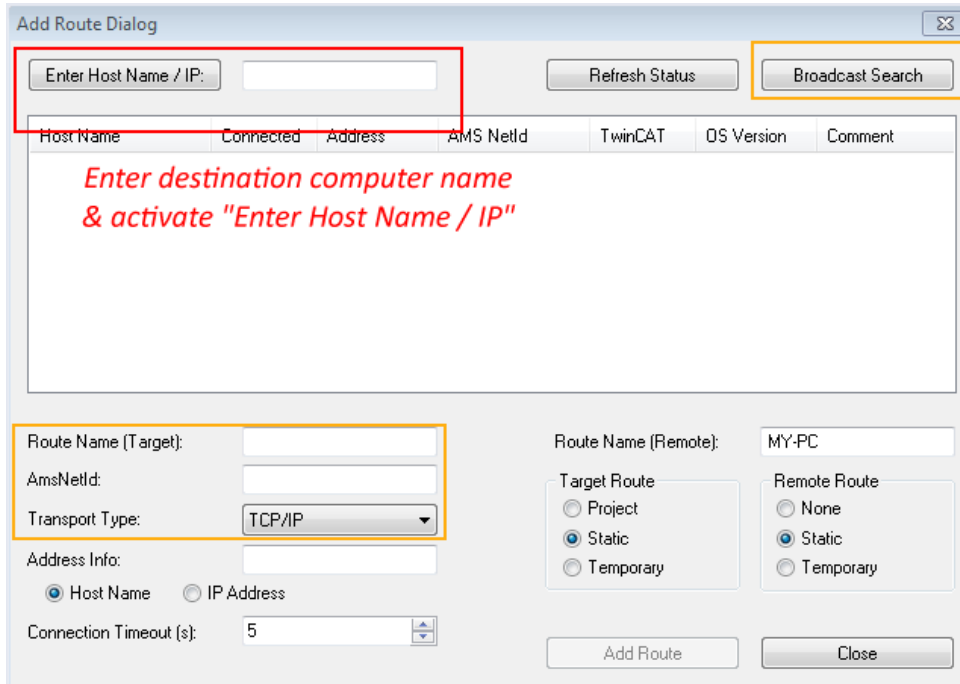 Add Route Dialog
Enter Host Name / IP: Refresh Status Broadcast Search
Host Name Connected Address AMS NetId TwinCAT OS Version Comment
Enter destination computer name
& activate "Enter Host Name / IP"
Route Name (Target): Route Name (Remote): MY-PC
AmsNetId: Target Route Remote Route
Project None
Transport Type: TCP/IP
Static Static
Address Info:
Temporary Temporary
Host Name IP Address
Connection Timeout (s): 5
Add Route Close